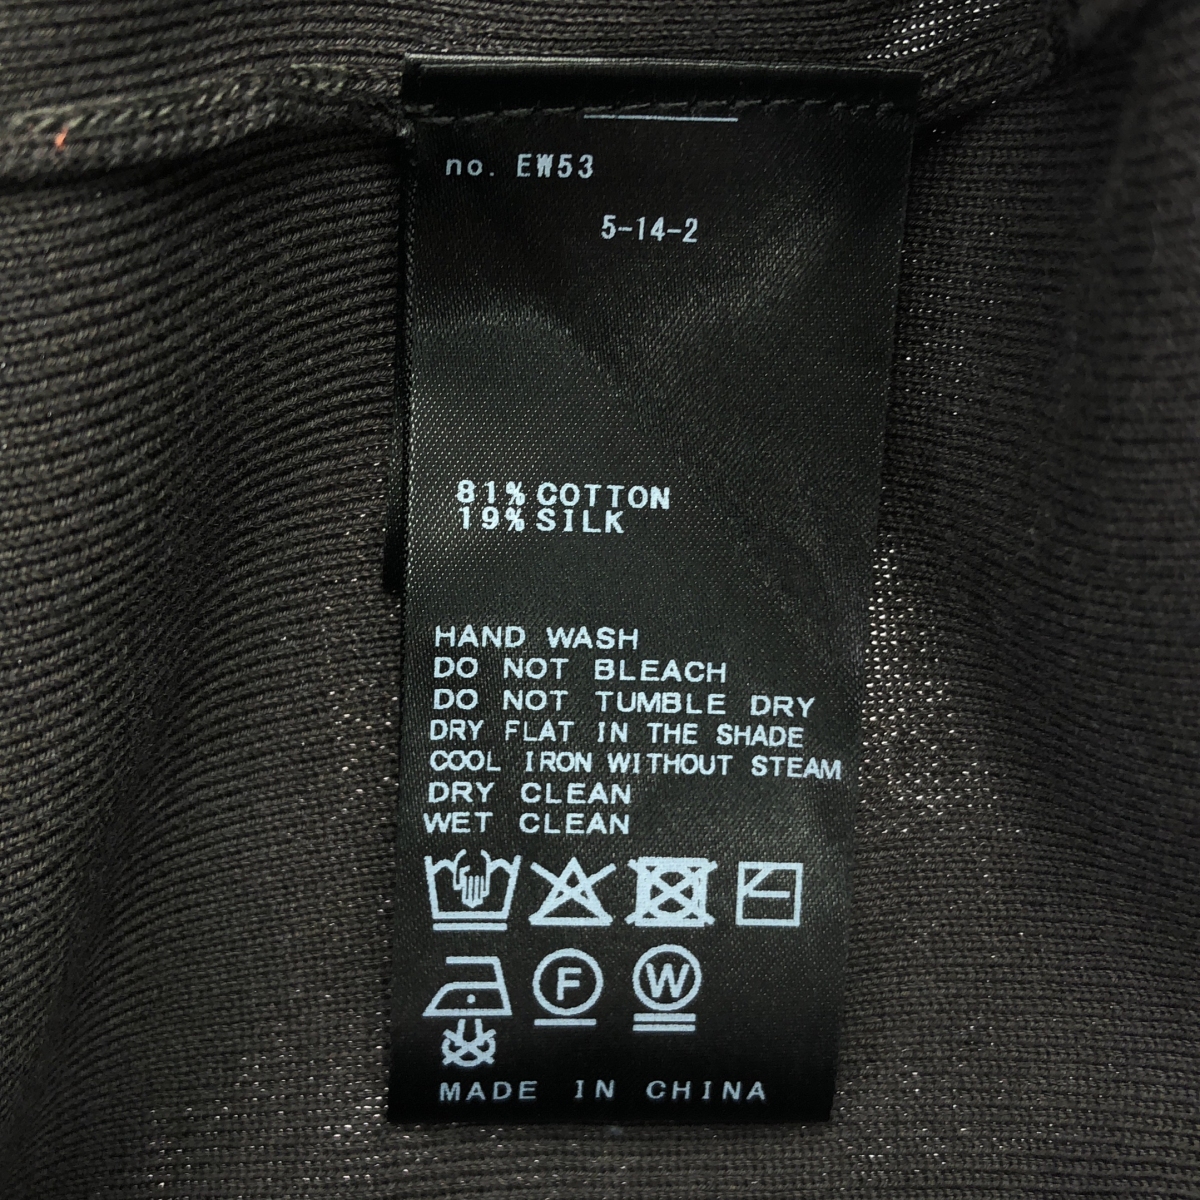 no. EW53
5-14-2
81% COTTON
19% SILK
HAND WASH
DO NOT BLEACH
DO NOT TUMBLE DRY
DRY FLAT IN THE SHADE
COOL IRON WITHOUT STEAM
DRY CLEAN
WET CLEAN
F W
MADE IN CHINA